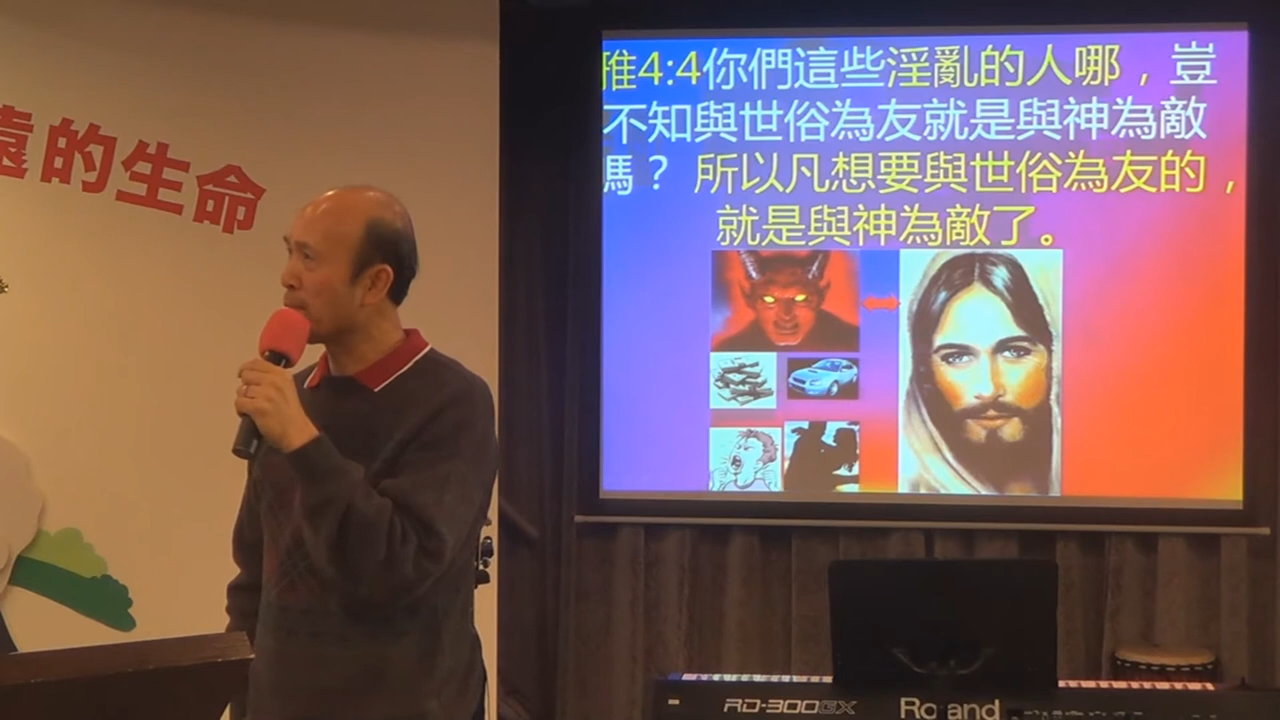 遠的生命
雅4:4你們這些淫亂的人哪，豈
不知與世俗為友就是與神為敵
嗎？ 所以凡想要與世俗為友的，
就是與神為敵了。
RD-300GX
Roland